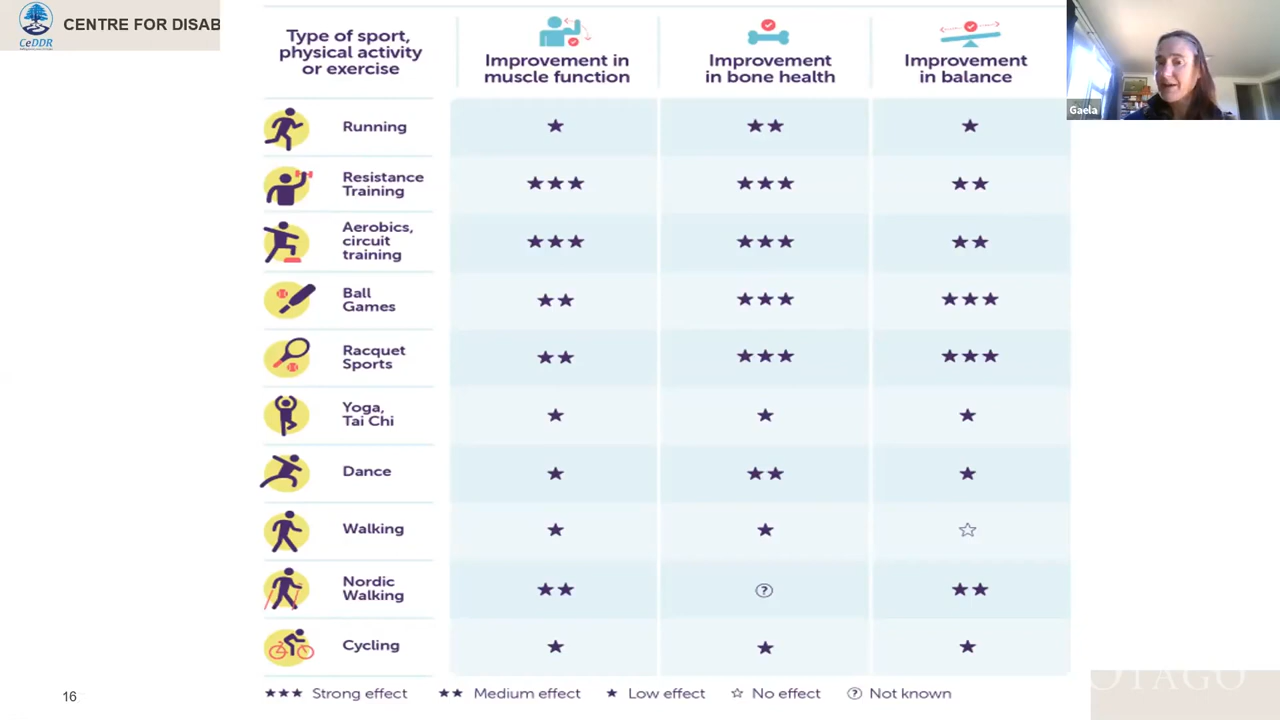 CeDDR
CENTRE FOR DISAB
Type of sport,
physical activity
or exercise
Improvement in
muscle function
Improvement
in bone health
Improvement
in balance
Gaela
Running
★
★★
★
Resistance
Training
★★★
★★★
★★
Aerobics,
circuit
training
★★★
★★★
★★
Ball
Games
★★
★★★
★★★
Racquet
Sports
★★
★★★
★★★
Yoga,
Tai Chi
★
★
★
Dance
★
★★
★
Walking
★
★
☆
Nordic
Walking
★★
?
★★
Cycling
★
★
★
★★★ Strong effect ★★ Medium effect ★ Low effect ☆ No effect ? Not known
16
OTAGO